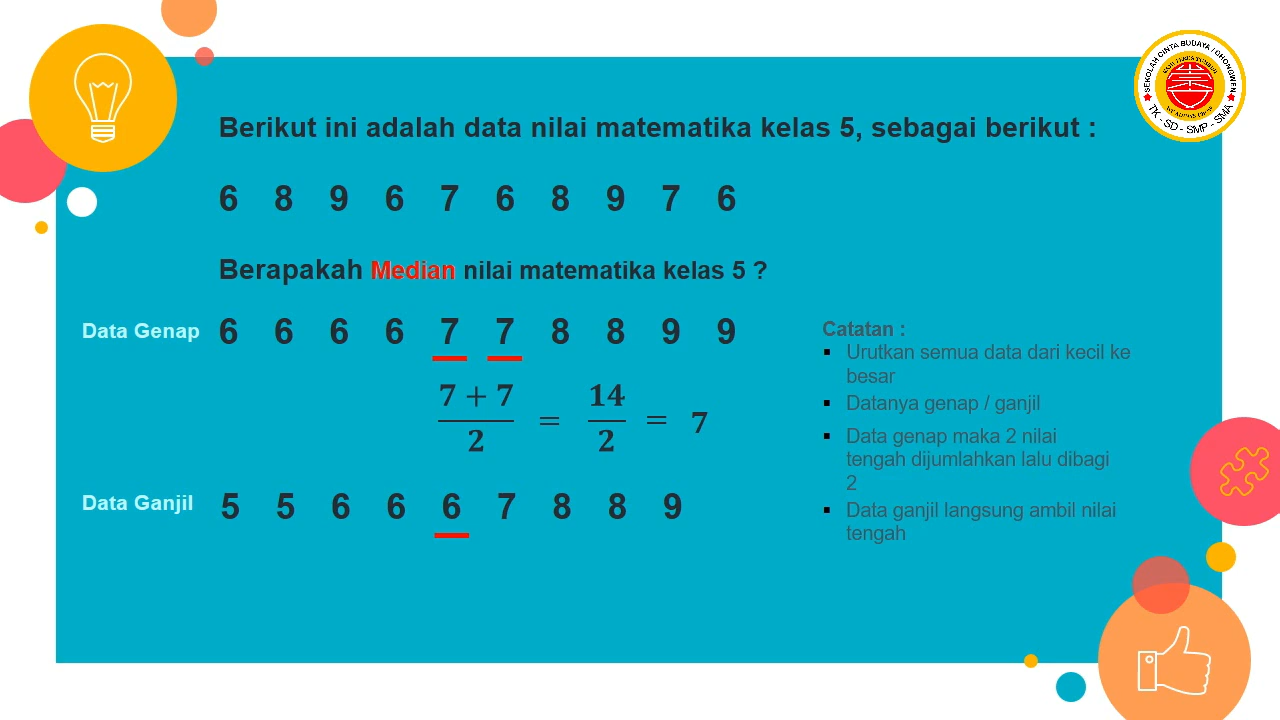 SEKOLAH CINTA BUDAYA / CHONGWEN
TK - SD - SMP - SMA
Berikut ini adalah data nilai matematika kelas 5, sebagai berikut :
6 8 9 6 7 6 8 9 7 6
Berapakah Median nilai matematika kelas 5 ?
Data Genap 6 6 6 6 7 7 8 8 9 9
7 + 7
2
=
14
2
= 7
Data Ganjil 5 5 6 6 6 7 8 8 9
Catatan :
▪ Urutkan semua data dari kecil ke
besar
▪ Datanya genap / ganjil
▪ Data genap maka 2 nilai
tengah dijumlahkan lalu dibagi
2
▪ Data ganjil langsung ambil nilai
tengah